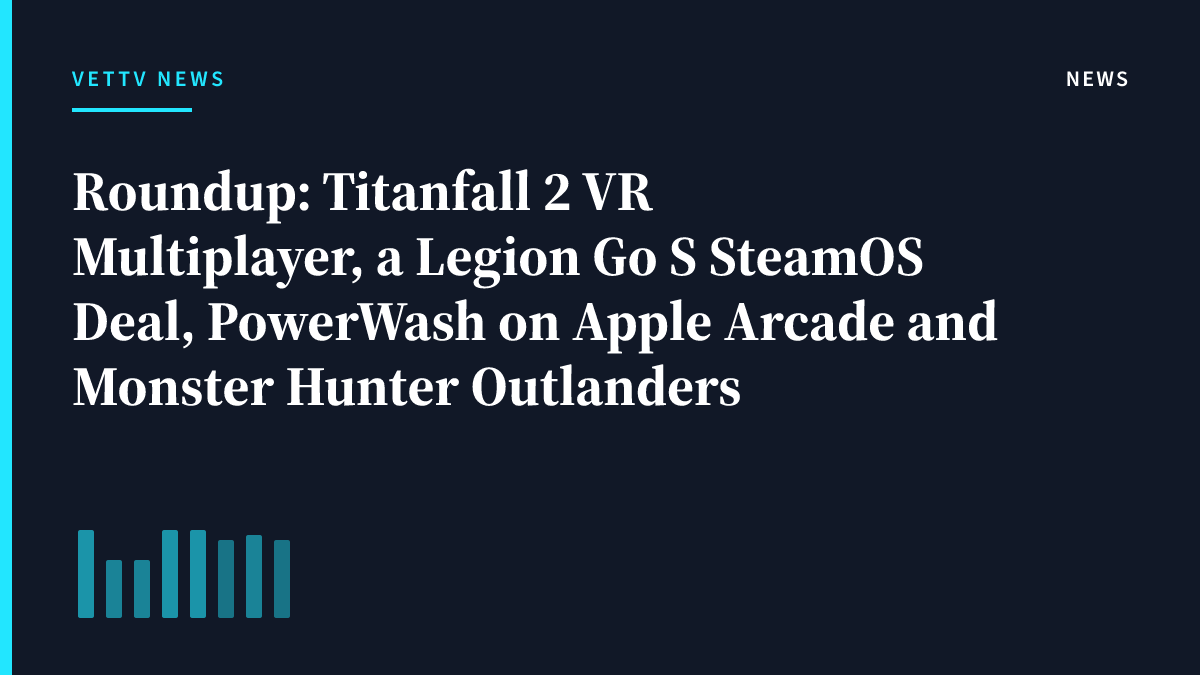 VETTV NEWS
NEWS
Roundup: Titanfall 2 VR
Multiplayer, a Legion Go S SteamOS
Deal, PowerWash on Apple Arcade and
Monster Hunter Outlanders